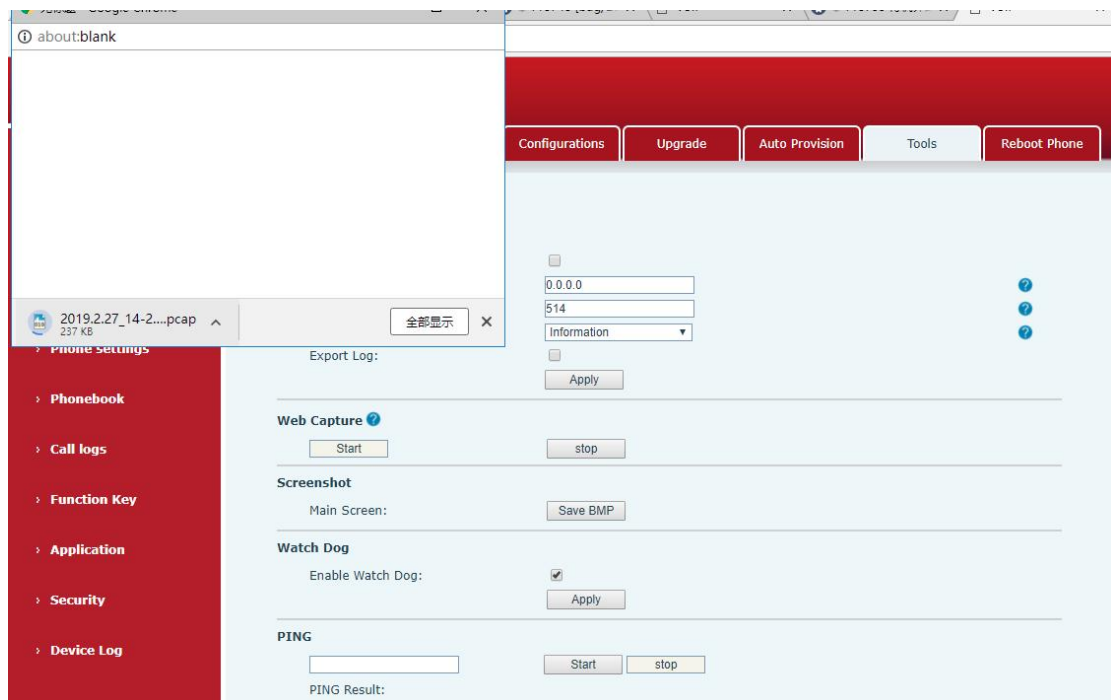 about:blank
Configurations
Upgrade
Auto Provision
Tools
Reboot Phone
0.0.0.0
514
Information
2019.2.27_14-2....pcap
237 KB
全部显示
Phone settings
Export Log:
Apply
Phonebook
Web Capture
Call logs
Start
stop
Screenshot
Function Key
Main Screen:
Save BMP
Application
Watch Dog
Enable Watch Dog:
Security
Apply
PING
Device Log
Start
stop
PING Result: